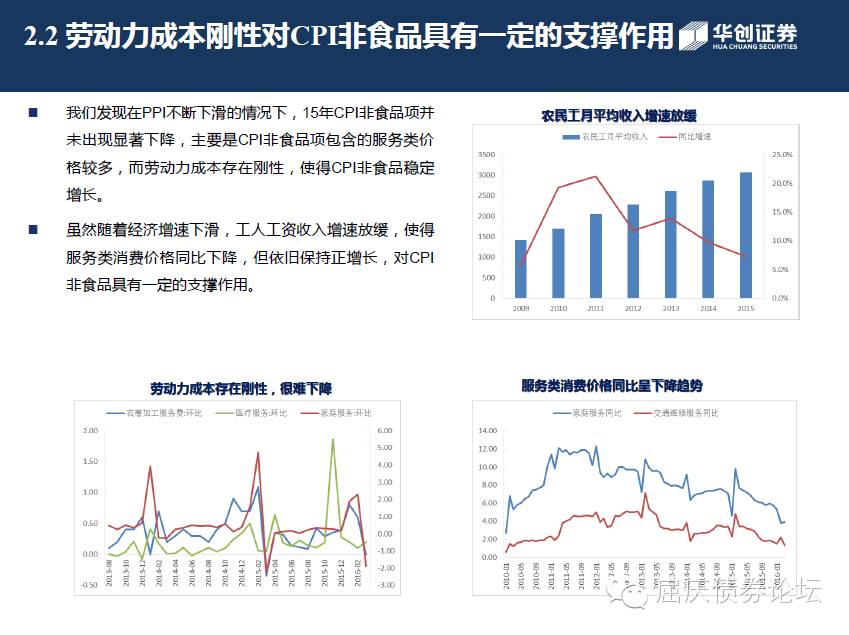 2.2 劳动力成本刚性对CPI非食品具有一定的支撑作用
华创证券
HUA CHUANG SECURITIES
我们发现在PPI不断下滑的情况下，15年CPI非食品项并
未出现显著下降，主要是CPI非食品项包含的服务类价
格较多，而劳动力成本存在刚性，使得CPI非食品稳定
增长。
虽然随着经济增速下滑，工人工资收入增速放缓，使得
服务类消费价格同比下降，但依旧保持正增长，对CPI
非食品具有一定的支撑作用。
农民工月平均收入增速放缓
农民工月平均收入 同比增速
3500 25.0%
3000 20.0%
2500
2000 15.0%
1500 10.0%
1000
500 5.0%
0 0.0%
2009 2010 2011 2012 2013 2014 2015
劳动力成本存在刚性，很难下降
衣着加工服务费:环比 医疗服务:环比 家庭服务:环比
2.00 6.00
5.00
1.50 4.00
3.00
1.00 2.00
1.00
0.50 0.00
0.00 -1.00
-2.00
-0.50 -3.00
2013-08 2013-10 2013-12 2014-02 2014-04 2014-06 2014-08 2014-10 2014-12 2015-02 2015-04 2015-06 2015-08 2015-10 2015-12 2016-02
服务类消费价格同比呈下降趋势
家庭服务同比 交通维修服务同比
14.00
12.00
10.00
8.00
6.00
4.00
2.00
0.00
2010-01 2010-05 2010-09 2011-01 2011-05 2011-09 2012-01 2013-01 2013-05 2013-09 2014-01 2014-05 2014-09 2015-01 2015-05 2015-09 2016-01
屈庆债券论坛